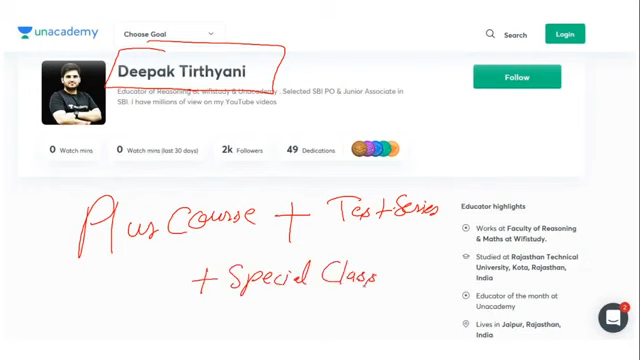 unacademy
Choose Goal
Search
Login
Deepak Tirthyani
Follow
Educator of Reasoning at wifistudy & Unacademy . Selected SBI PO & Junior Associate in
SBI. I have millions of view on my YouTube videos
0 Watch mins
0 Watch mins (last 30 days)
2k Followers
49 Dedications
Plus Course + Test Series
+ Special Class
Educator highlights
Works at Faculty of Reasoning
& Maths at Wifistudy.
Studied at Rajasthan Technical
University, Kota, Rajasthan,
India
Educator of the month at
Unacademy
Lives in Jaipur, Rajasthan,
India
2